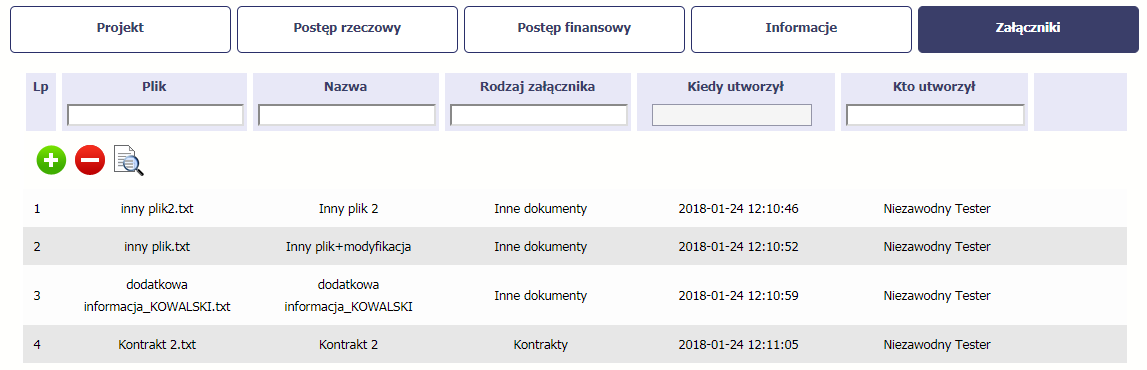 Projekt Postęp rzeczowy Postęp finansowy Informacje Załączniki
Lp Plik Nazwa Rodzaj załącznika Kiedy utworzył Kto utworzył
1 inny plik2.txt Inny plik 2 Inne dokumenty 2018-01-24 12:10:46 Niezawodny Tester
2 inny plik.txt Inny plik+modyfikacja Inne dokumenty 2018-01-24 12:10:52 Niezawodny Tester
dodatkowa dodatkowa
3 informacja_KOWALSKI.txt informacja_KOWALSKI Inne dokumenty 2018-01-24 12:10:59 Niezawodny Tester
4 Kontrakt 2.txt Kontrakt 2 Kontrakty 2018-01-24 12:11:05 Niezawodny Tester